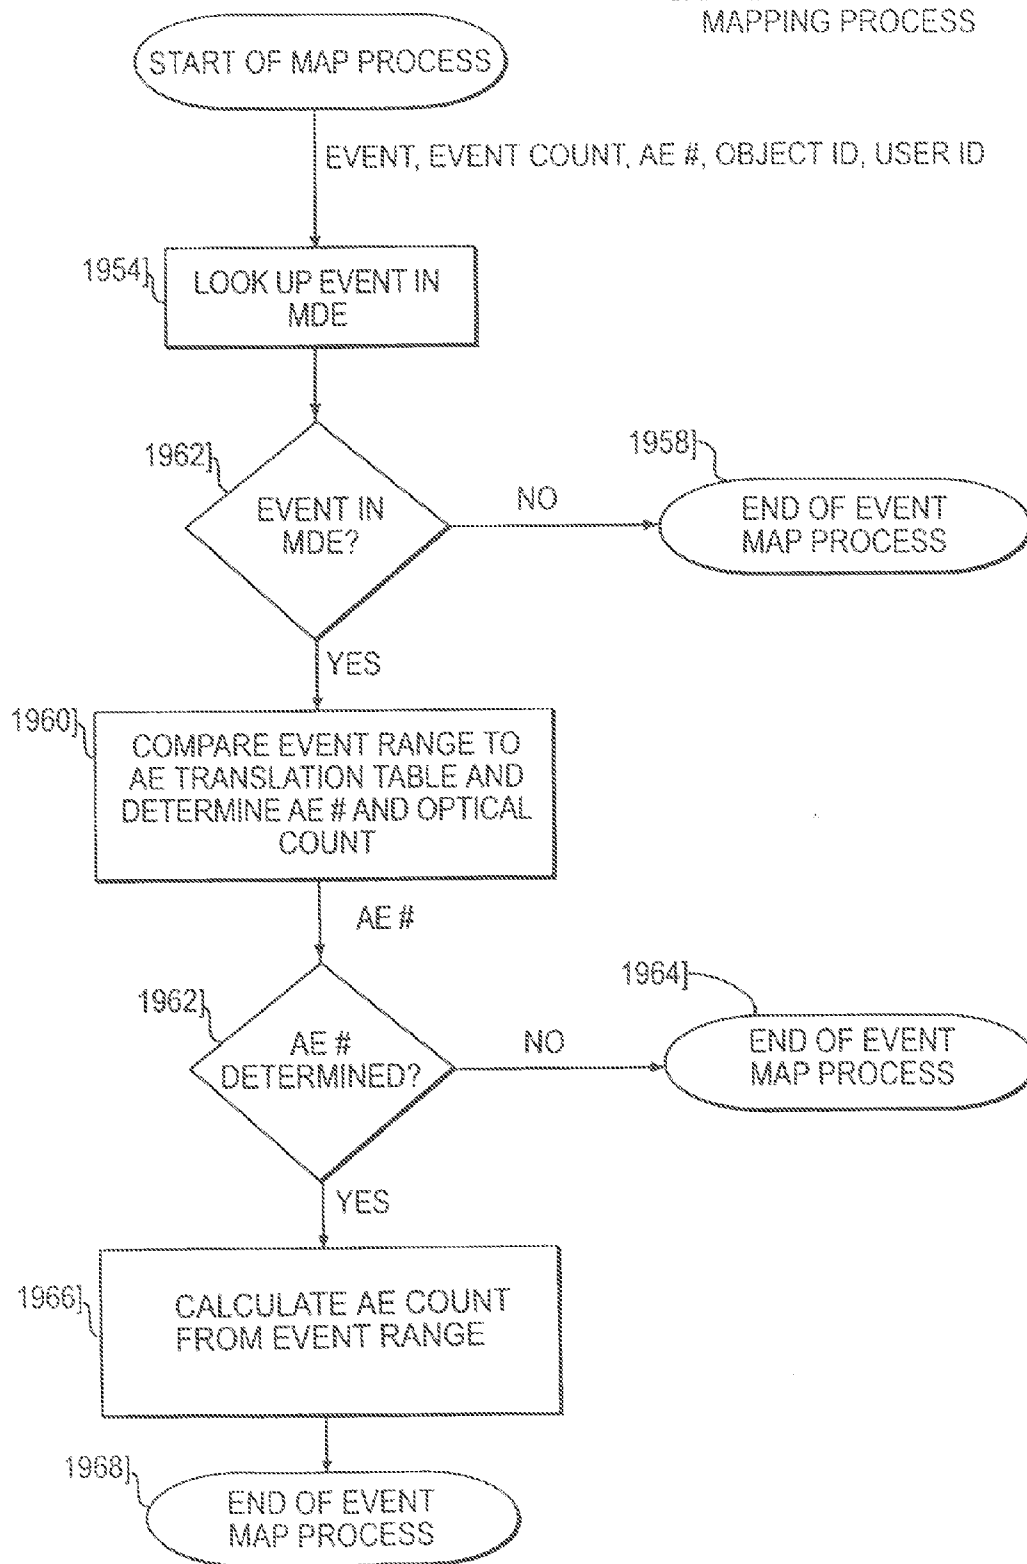 MAPPING PROCESS
START OF MAP PROCESS
EVENT, EVENT COUNT, AE #, OBJECT ID, USER ID
1954]
LOOK UP EVENT IN
MDE
1962]
EVENT IN
MDE?
NO
1958]
END OF EVENT
MAP PROCESS
YES
1960]
COMPARE EVENT RANGE TO
AE TRANSLATION TABLE AND
DETERMINE AE # AND OPTICAL
COUNT
AE #
1962]
AE #
DETERMINED?
NO
1964]
END OF EVENT
MAP PROCESS
YES
1966]
CALCULATE AE COUNT
FROM EVENT RANGE
1968]
END OF EVENT
MAP PROCESS